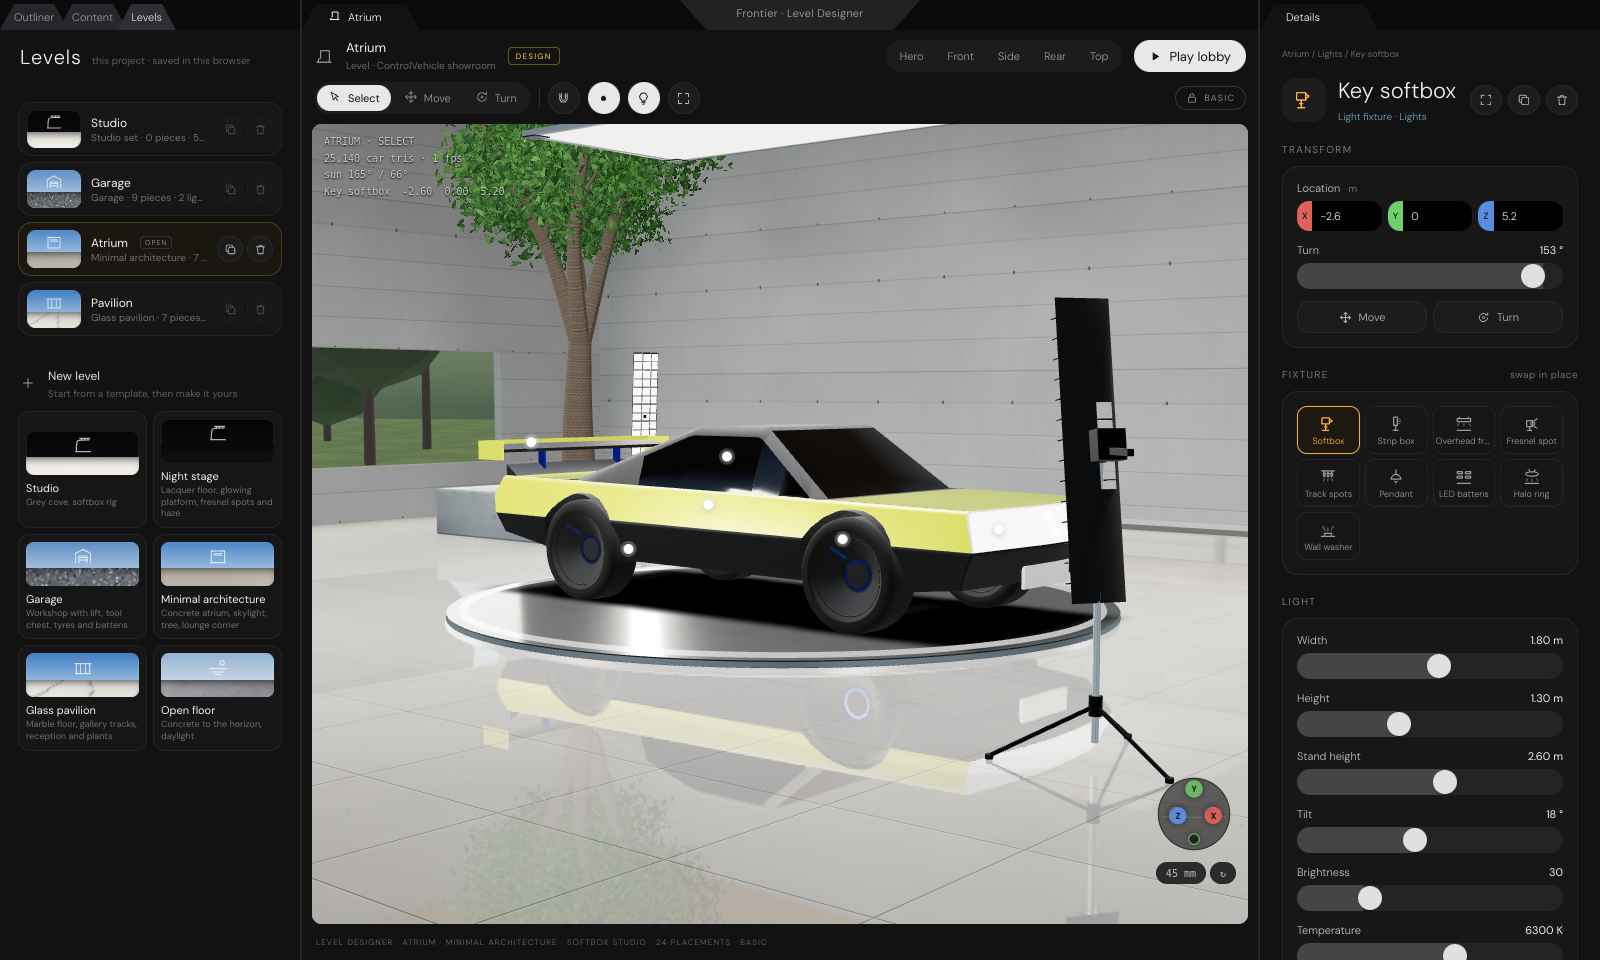 Outliner
Content
Levels
Levels
this project · saved in this browser
Studio
Studio set · 0 pieces · 5…
Garage
Garage · 9 pieces · 2 lig…
Atrium
OPEN
Minimal architecture · 7 …
Pavilion
Glass pavilion · 7 pieces…
New level
Start from a template, then make it yours
Studio
Grey cove, softbox rig
Night stage
Lacquer floor, glowing
platform, fresnel spots and
haze
Garage
Workshop with lift, tool
chest, tyres and battens
Minimal architecture
Concrete atrium, skylight,
tree, lounge corner
Glass pavilion
Marble floor, gallery tracks,
reception and plants
Open floor
Concrete to the horizon,
daylight
Atrium
Frontier · Level Designer
Atrium
Level · ControlVehicle showroom
DESIGN
Hero
Front
Side
Rear
Top
Play lobby
Select
Move
Turn
BASIC
ATRIUM · SELECT
25,140 car tris · 1 fps
sun 165° / 66°
Key softbox -2.60 0.00 5.20
Y
Z
X
45 mm
LEVEL DESIGNER · ATRIUM · MINIMAL ARCHITECTURE · SOFTBOX STUDIO · 24 PLACEMENTS · BASIC
Details
Atrium / Lights / Key softbox
Key softbox
Light fixture · Lights
TRANSFORM
Location m
X -2.6
Y 0
Z 5.2
Turn
153 °
Move
Turn
FIXTURE
swap in place
Softbox
Strip box
Overhead fr…
Fresnel spot
Track spots
Pendant
LED battens
Halo ring
Wall washer
LIGHT
Width
1.80 m
Height
1.30 m
Stand height
2.60 m
Tilt
18 °
Brightness
30
Temperature
6300 K